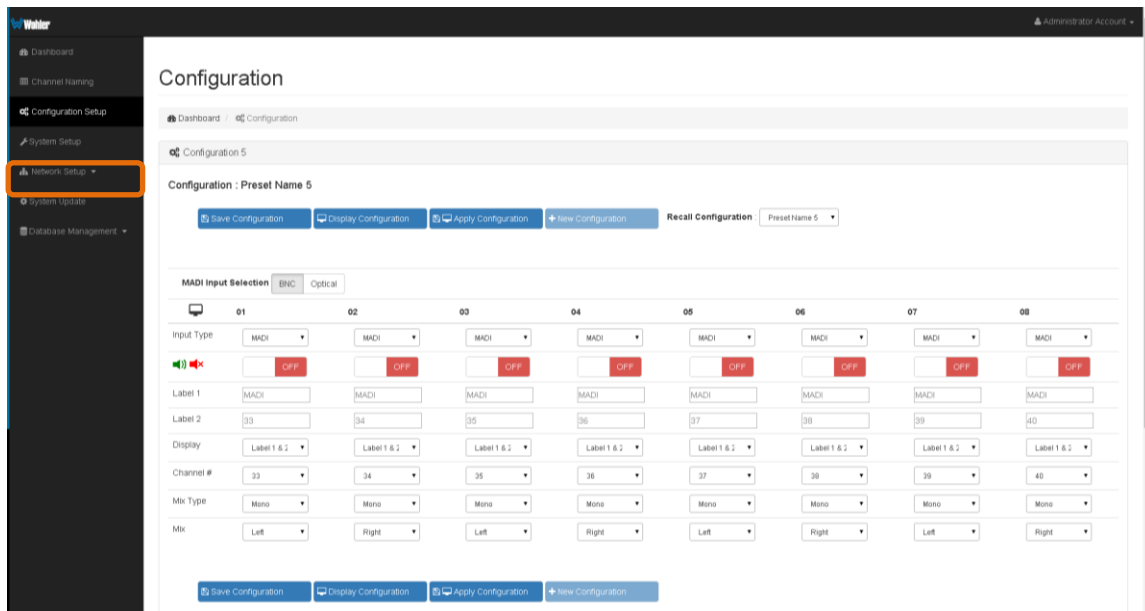 Wohler
Administrator Account
Dashboard
Channel Naming
Configuration Setup
System Setup
Network Setup
System Update
Database Management
Configuration
Dashboard / Configuration
Configuration 5
Configuration : Preset Name 5
Save Configuration Display Configuration Apply Configuration + New Configuration Recall Configuration : Preset Name 5
MADI Input Selection BNC Optical
01 02 03 04 05 06 07 08
Input Type MADI MADI MADI MADI MADI MADI MADI MADI
OFF OFF OFF OFF OFF OFF OFF OFF
Label 1 MADI MADI MADI MADI MADI MADI MADI MADI
Label 2 33 34 35 36 37 38 39 40
Display Label 1 & 2 Label 1 & 2 Label 1 & 2 Label 1 & 2 Label 1 & 2 Label 1 & 2 Label 1 & 2 Label 1 & 2
Channel # 33 34 35 36 37 38 39 40
Mix Type Mono Mono Mono Mono Mono Mono Mono Mono
Mix Left Right Left Right Left Right Left Right
Save Configuration Display Configuration Apply Configuration + New Configuration